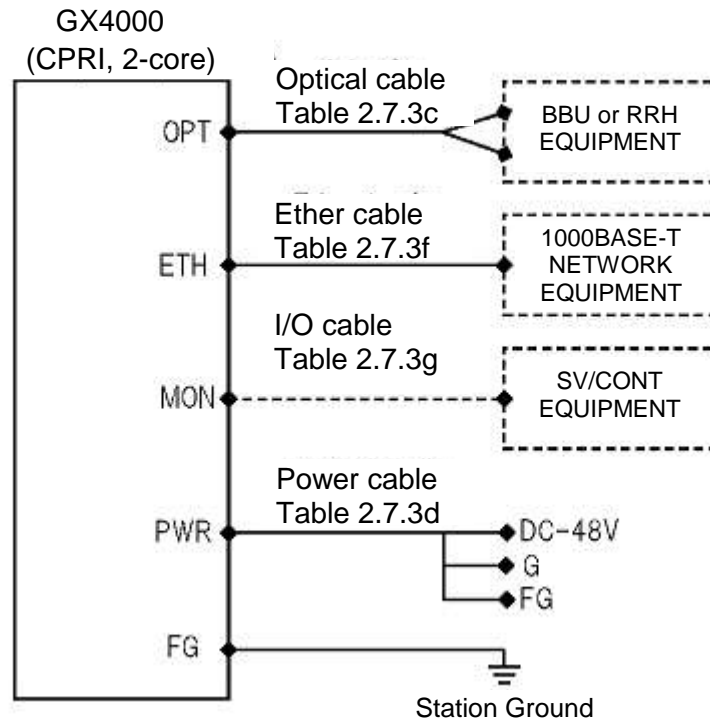 GX4000
(CPRI, 2-core)
Optical cable
Table 2.7.3c
OPT
BBU or RRH
EQUIPMENT
Ether cable
Table 2.7.3f
ETH
1000BASE-T
NETWORK
EQUIPMENT
I/O cable
Table 2.7.3g
MON
SV/CONT
EQUIPMENT
Power cable
Table 2.7.3d
PWR
DC-48V
G
FG
FG
Station Ground